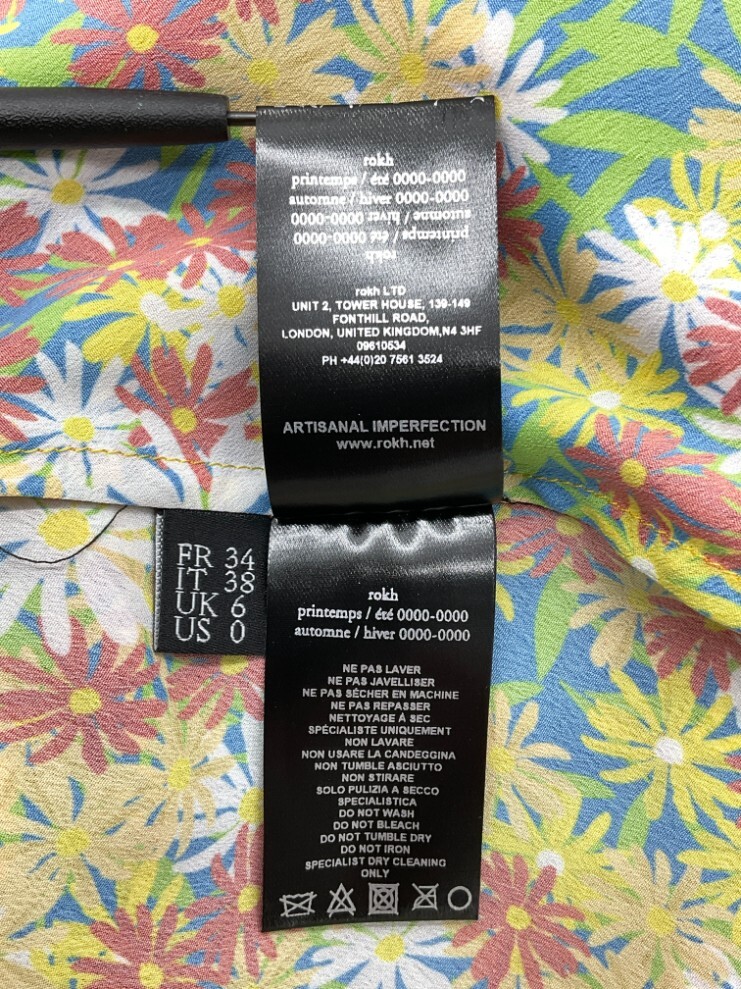 rokh
printemps / été 0000-0000
automne / hiver 0000-0000
automne / hiver 0000-0000
printemps / été 0000-0000
rokh
rokh LTD
UNIT 2, TOWER HOUSE, 139-149
FONTHILL ROAD,
LONDON, UNITED KINGDOM,N4 3HF
09610534
PH +44(0)20 7561 3524
ARTISANAL IMPERFECTION
www.rokh.net
FR 34
IT 38
UK 6
US 0
rokh
printemps / été 0000-0000
automne / hiver 0000-0000
NE PAS LAVER
NE PAS JAVELLISER
NE PAS SÉCHER EN MACHINE
NE PAS REPASSER
NETTOYAGE À SEC
SPÉCIALISTE UNIQUEMENT
NON LAVARE
NON USARE LA CANDEGGINA
NON TUMBLE ASCIUTTO
NON STIRARE
SOLO PULIZIA A SECCO
SPECIALISTICA
DO NOT WASH
DO NOT BLEACH
DO NOT TUMBLE DRY
DO NOT IRON
SPECIALIST DRY CLEANING
ONLY